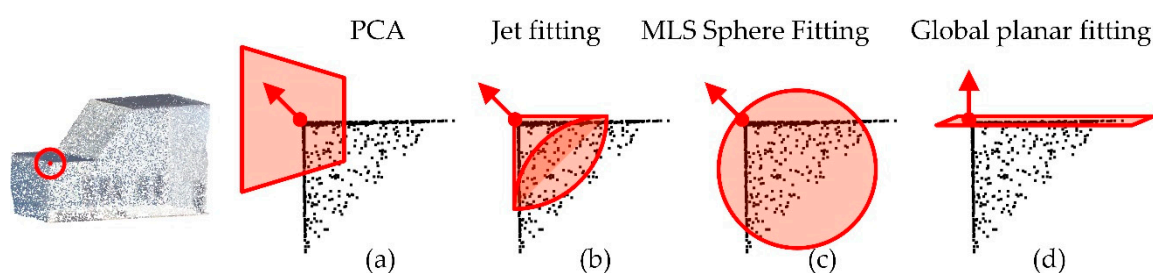 PCA Jet fitting MLS Sphere Fitting Global planar fitting
(a) (b) (c) (d)